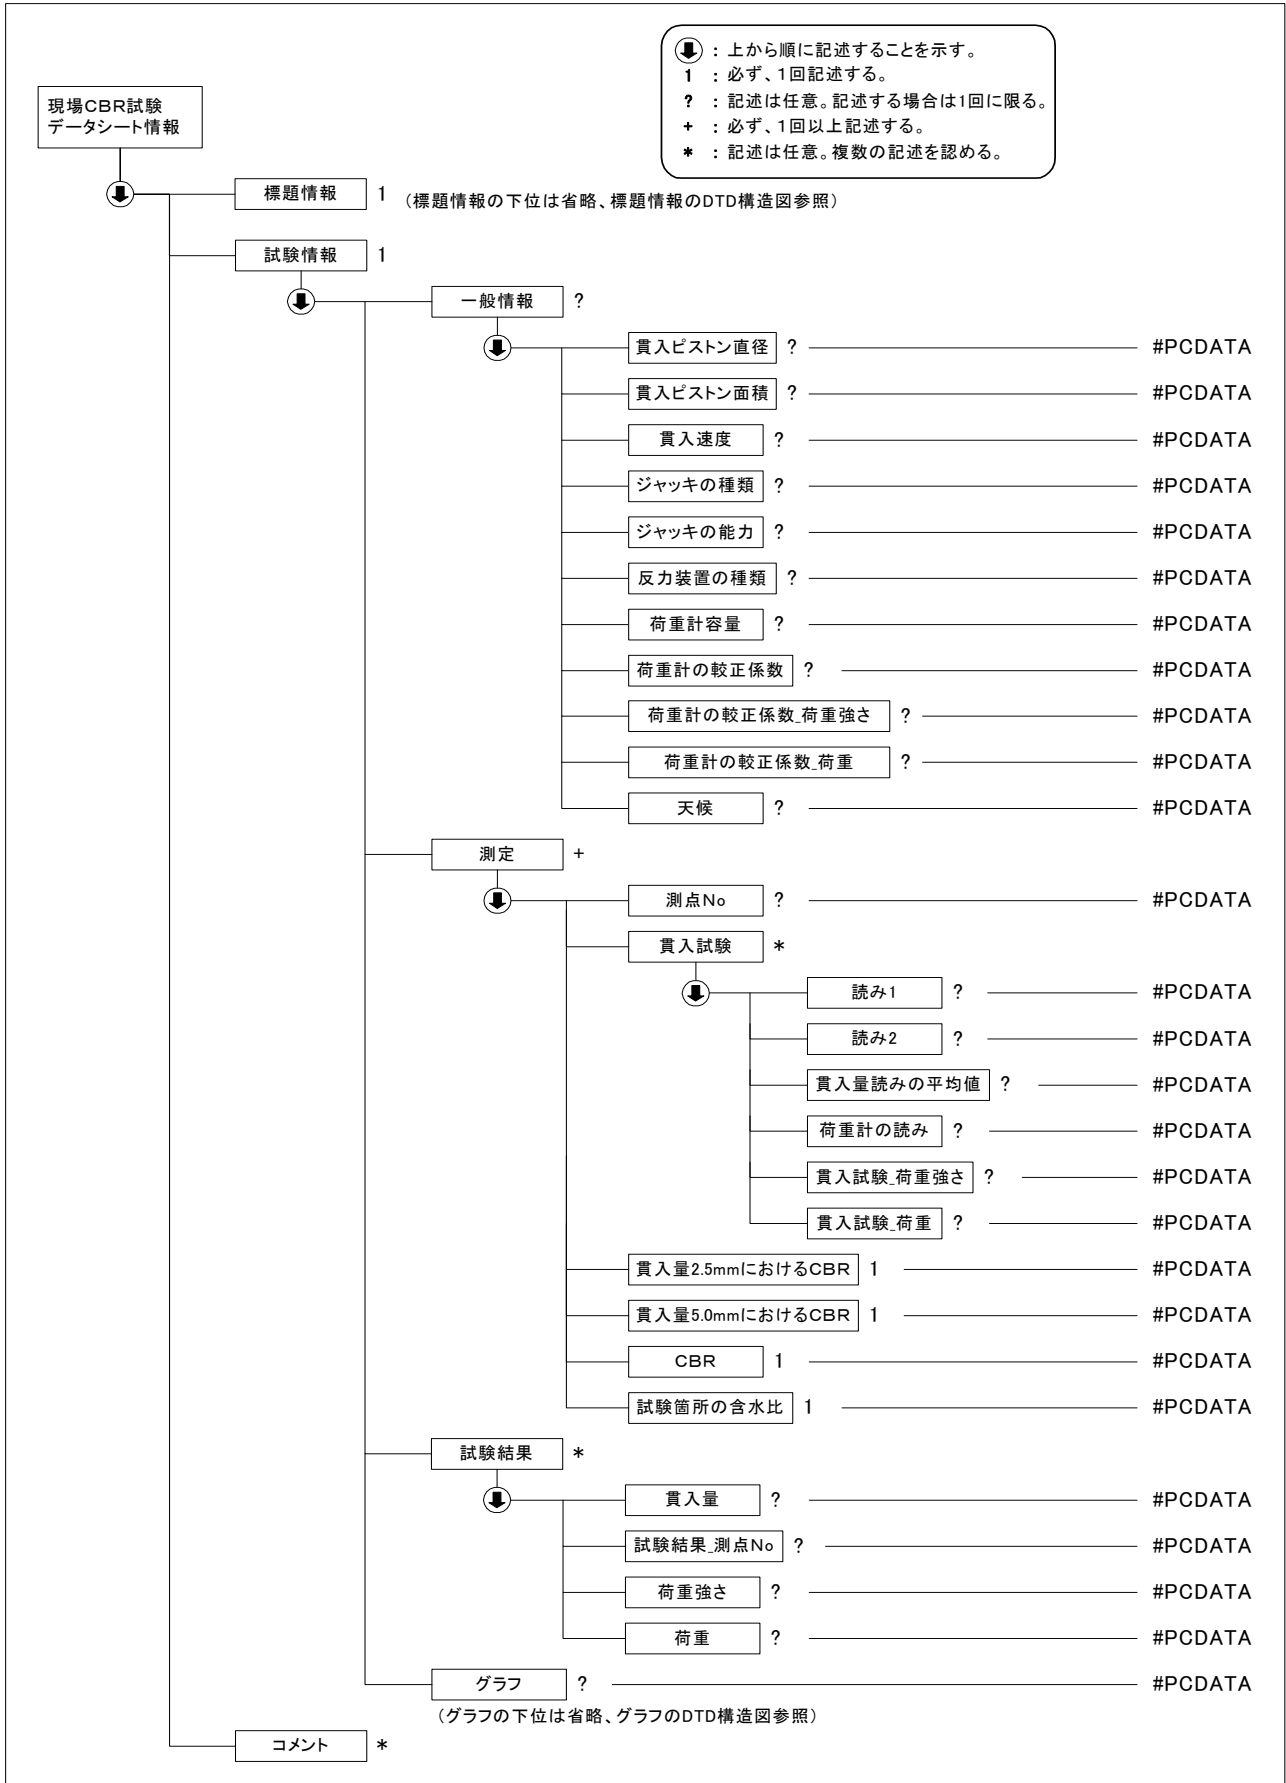 ：上から順に記述することを示す。
1 ：必ず、1回記述する。
? ：記述は任意。記述する場合は1回に限る。
+ ：必ず、1回以上記述する。
* ：記述は任意。複数の記述を認める。
現場CBR試験
データシート情報
標題情報 1 （標題情報の下位は省略、標題情報のDTD構造図参照）
試験情報 1
一般情報 ?
貫入ピストン直径 ? #PCDATA
貫入ピストン面積 ? #PCDATA
貫入速度 ? #PCDATA
ジャッキの種類 ? #PCDATA
ジャッキの能力 ? #PCDATA
反力装置の種類 ? #PCDATA
荷重計容量 ? #PCDATA
荷重計の較正係数 ? #PCDATA
荷重計の較正係数_荷重強さ ? #PCDATA
荷重計の較正係数_荷重 ? #PCDATA
天候 ? #PCDATA
測定 +
測点No ? #PCDATA
貫入試験 *
読み1 ? #PCDATA
読み2 ? #PCDATA
貫入量読みの平均値 ? #PCDATA
荷重計の読み ? #PCDATA
貫入試験_荷重強さ ? #PCDATA
貫入試験_荷重 ? #PCDATA
貫入量2.5mmにおけるCBR 1 #PCDATA
貫入量5.0mmにおけるCBR 1 #PCDATA
CBR 1 #PCDATA
試験箇所の含水比 1 #PCDATA
試験結果 *
貫入量 ? #PCDATA
試験結果_測点No ? #PCDATA
荷重強さ ? #PCDATA
荷重 ? #PCDATA
グラフ ? #PCDATA
（グラフの下位は省略、グラフのDTD構造図参照）
コメント *